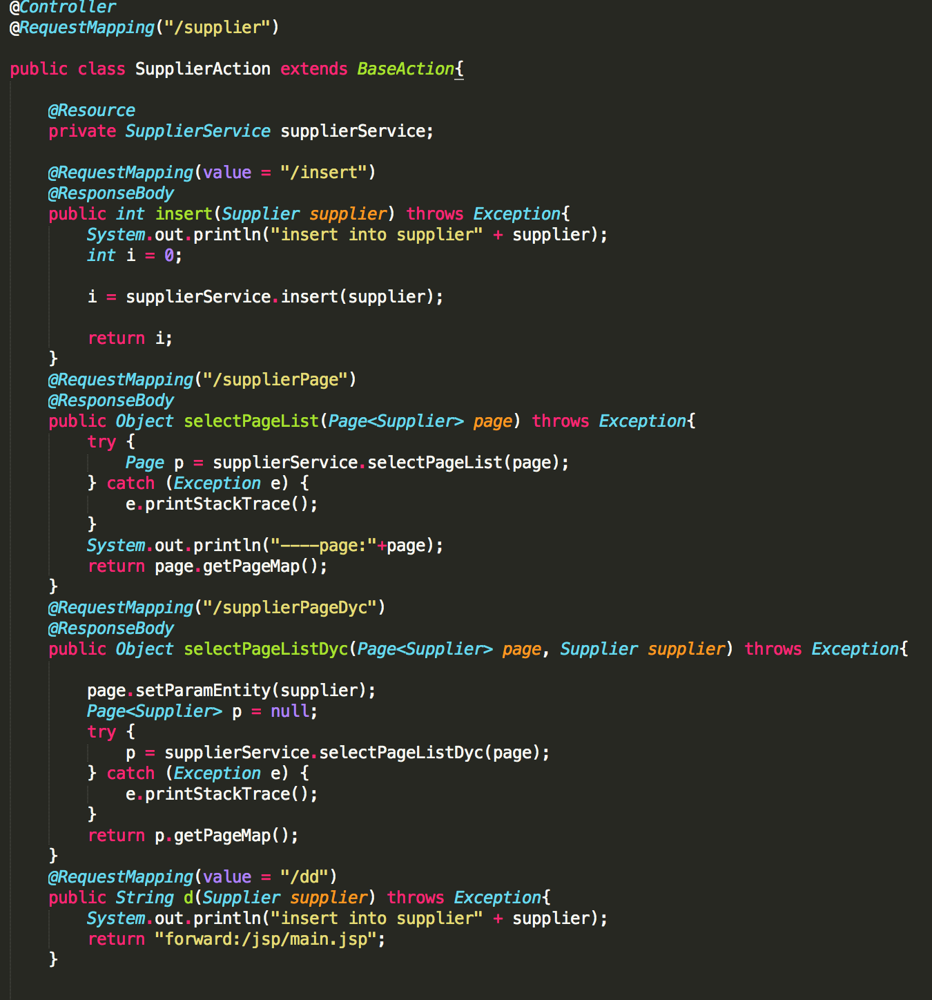 @Controller
@RequestMapping("/supplier")
public class SupplierAction extends BaseAction{
@Resource
private SupplierService supplierService;
@RequestMapping(value = "/insert")
@ResponseBody
public int insert(Supplier supplier) throws Exception{
System.out.println("insert into supplier" + supplier);
int i = 0;
i = supplierService.insert(supplier);
return i;
}
@RequestMapping("/supplierPage")
@ResponseBody
public Object selectPageList(Page<Supplier> page) throws Exception{
try {
Page p = supplierService.selectPageList(page);
} catch (Exception e) {
e.printStackTrace();
}
System.out.println("----page:"+page);
return page.getPageMap();
}
@RequestMapping("/supplierPageDyc")
@ResponseBody
public Object selectPageListDyc(Page<Supplier> page, Supplier supplier) throws Exception{
page.setParamEntity(supplier);
Page<Supplier> p = null;
try {
p = supplierService.selectPageListDyc(page);
} catch (Exception e) {
e.printStackTrace();
}
return p.getPageMap();
}
@RequestMapping(value = "/dd")
public String d(Supplier supplier) throws Exception{
System.out.println("insert into supplier" + supplier);
return "forward:/jsp/main.jsp";
}